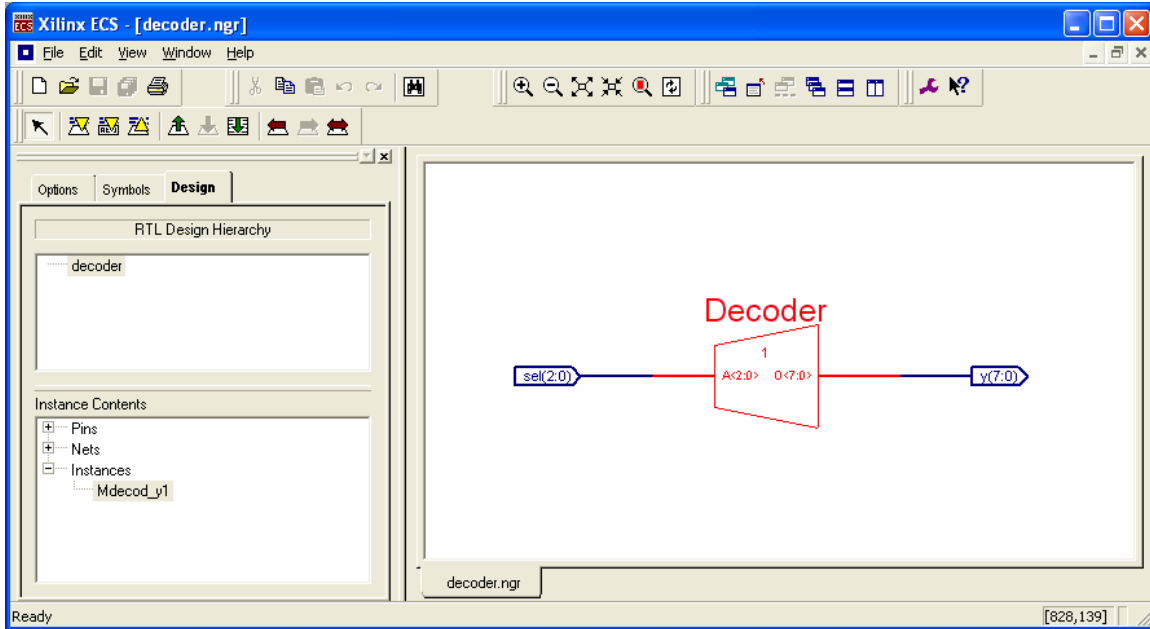 Xilinx ECS - [decoder.ngr]
File Edit View Window Help
Options Symbols Design
RTL Design Hierarchy
decoder
Instance Contents
Pins
Nets
Instances
Mdecod_y1
Decoder
1
sel(2:0) A<2:0> O<7:0> y(7:0)
decoder.ngr
Ready [828,139]